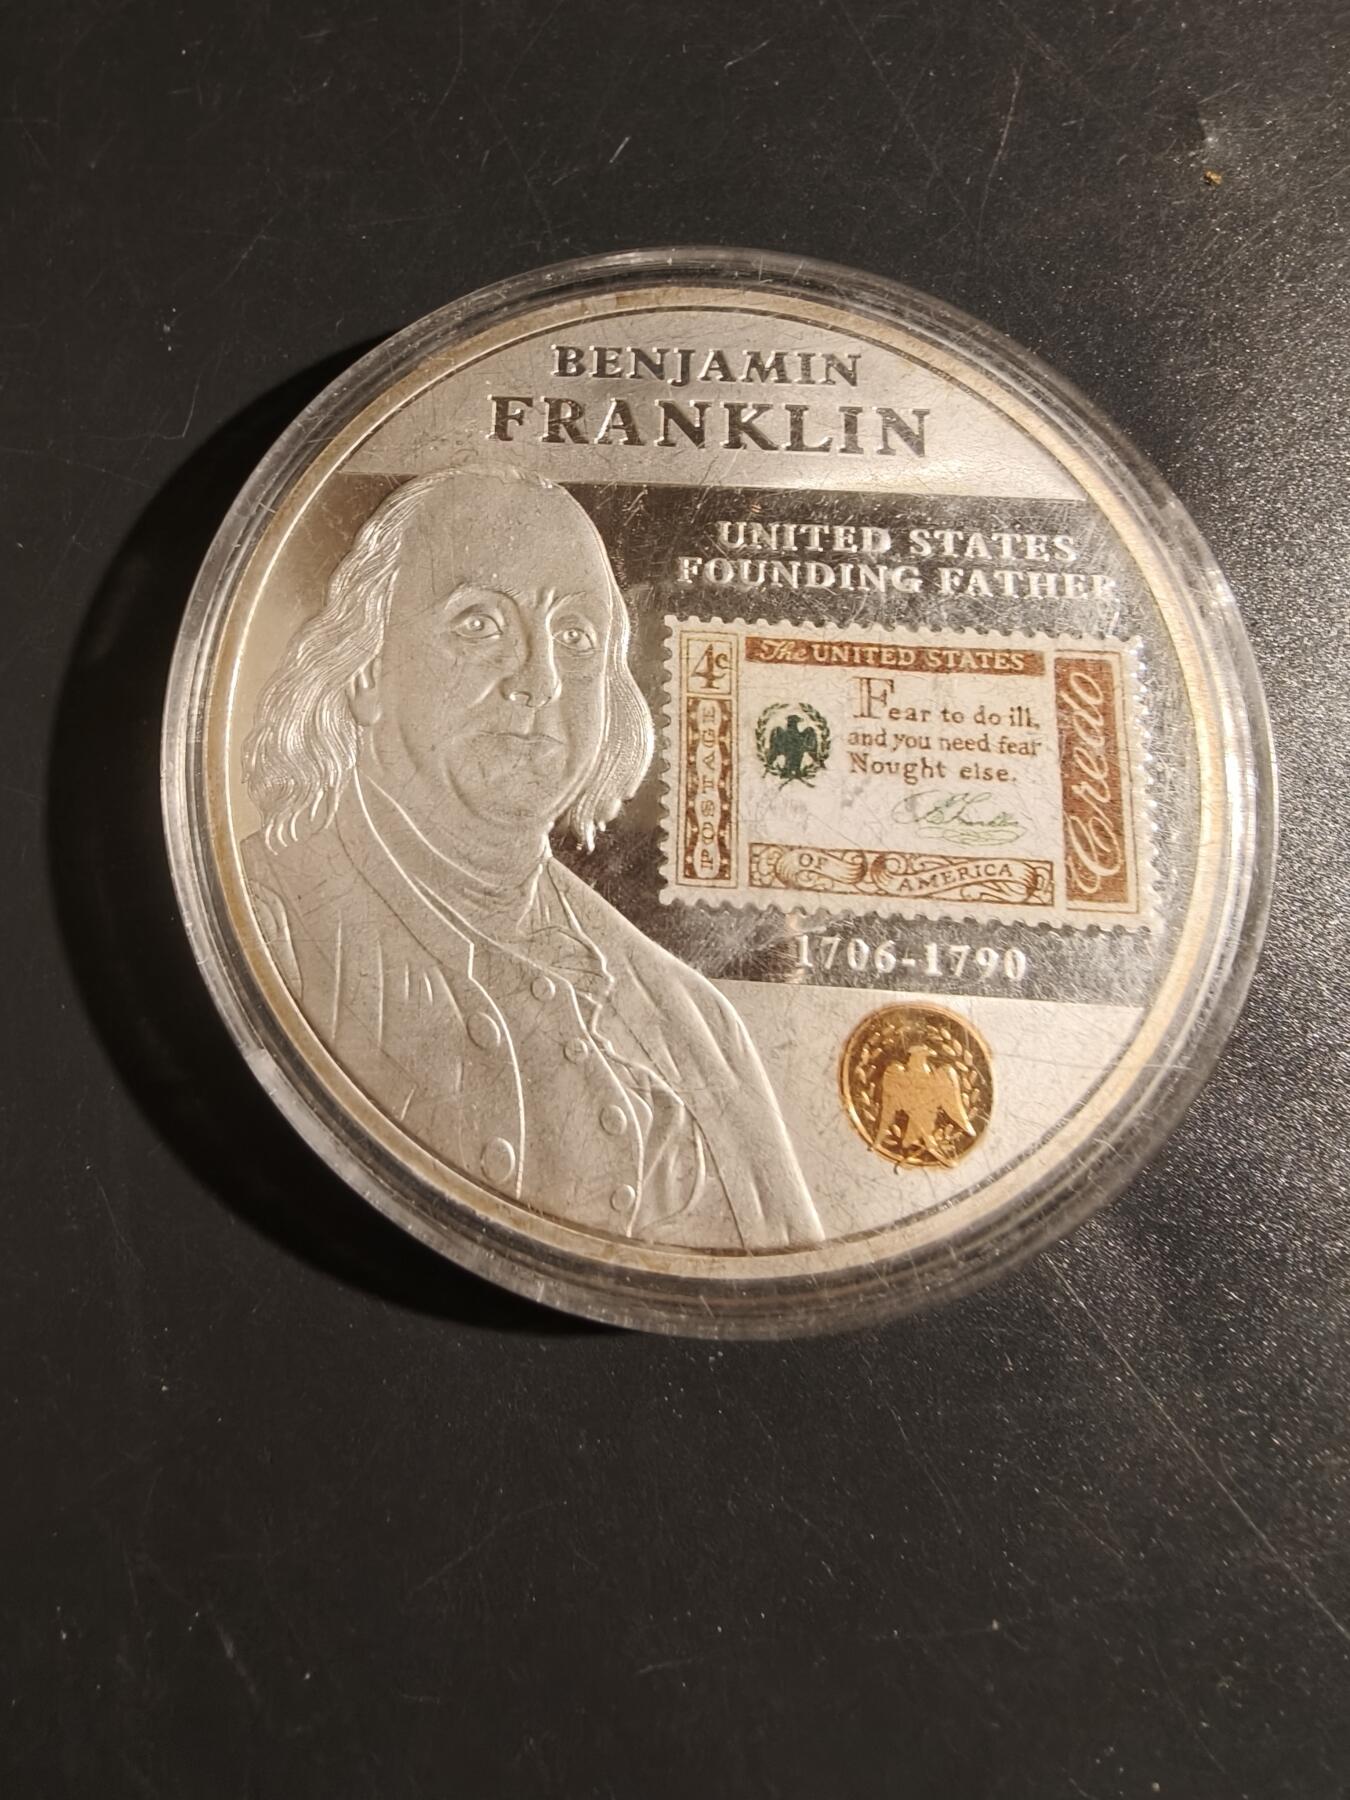 BENJAMIN
FRANKLIN
UNITED STATES
FOUNDING FATHER
4c
The UNITED STATES
POSTAGE
Fear to do ill,
and you need fear
Nought else.
B Franklin
OF AMERICA
Credo
1706-1790